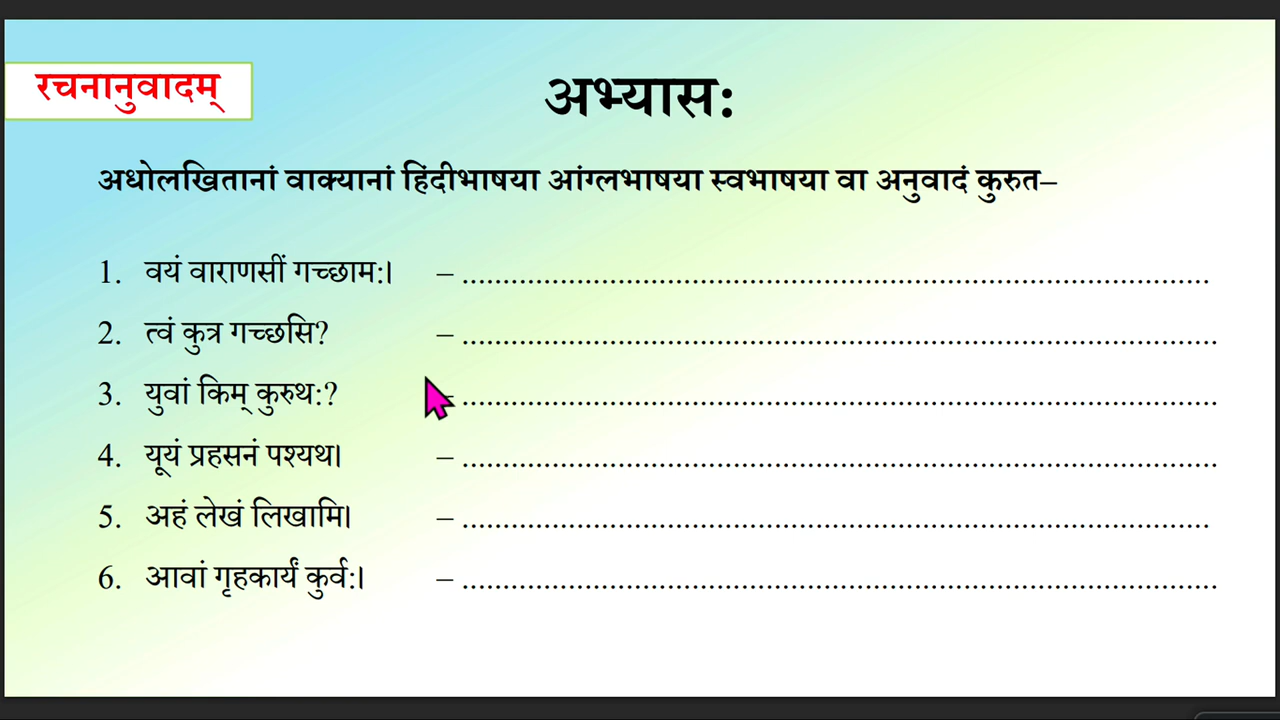 रचनानुवादम्
अभ्यास:
अधोलखितानां वाक्यानां हिंदीभाषया आंग्लभाषया स्वभाषया वा अनुवादं कुरुत–
1. वयं वाराणसीं गच्छाम:। – ........................................................................................
2. त्वं कुत्र गच्छसि? – ........................................................................................
3. युवां किम् कुरुथ:? – ........................................................................................
4. यूयं प्रहसनं पश्यथ। – ........................................................................................
5. अहं लेखं लिखामि। – ........................................................................................
6. आवां गृहकार्यं कुर्व:। – ........................................................................................